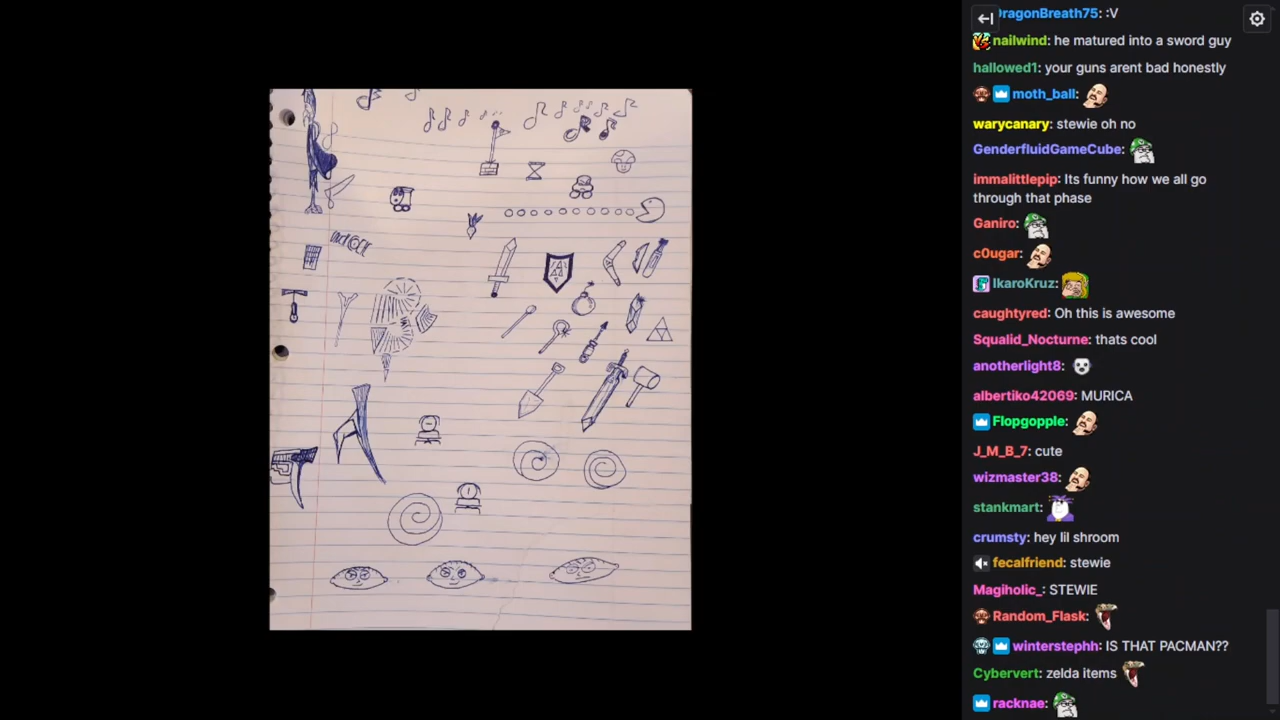 DragonBreath75: :V
nailwind: he matured into a sword guy
hallowed1: your guns arent bad honestly
moth_ball:
warycanary: stewie oh no
GenderfluidGameCube:
immalittlepip: Its funny how we all go
through that phase
Ganiro:
c0ugar:
IkaroKruz:
caughtyred: Oh this is awesome
Squalid_Nocturne: thats cool
anotherlight8:
albertiko42069: MURICA
Flopgopple:
J_M_B_7: cute
wizmaster38:
stankmart:
crumsty: hey lil shroom
fecalfriend: stewie
Magiholic_: STEWIE
Random_Flask:
winterstephh: IS THAT PACMAN??
Cybervert: zelda items
racknae: